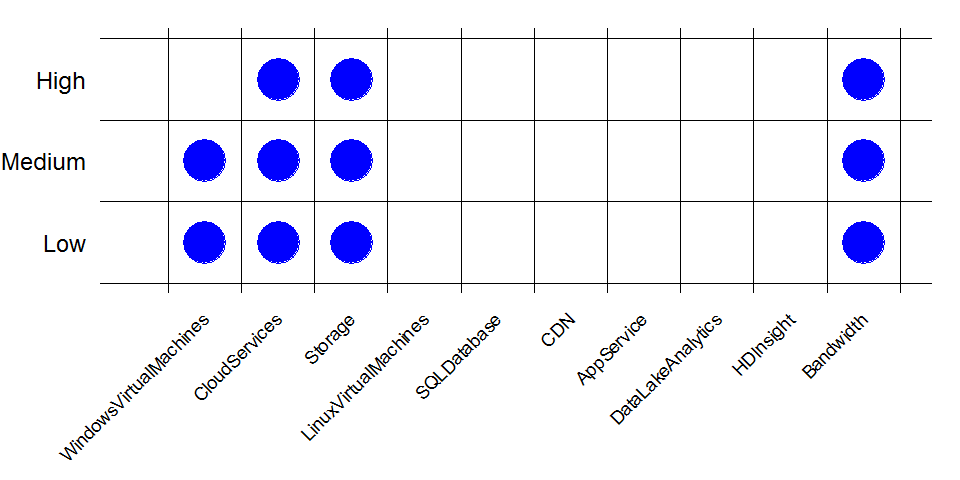 High
Medium
Low
WindowsVirtualMachines
CloudServices
Storage
LinuxVirtualMachines
SQLDatabase
CDN
AppService
DataLakeAnalytics
HDInsight
Bandwidth